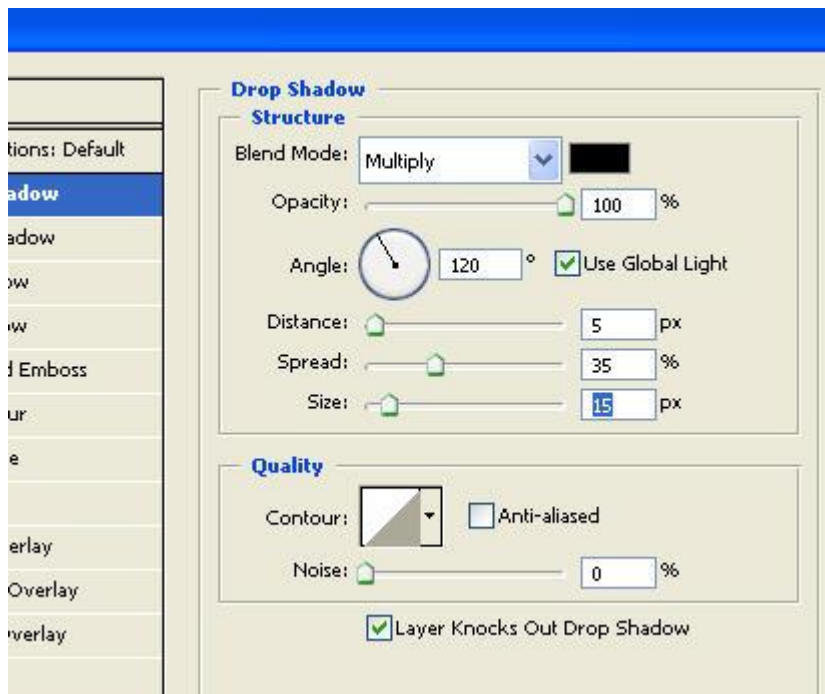 tions: Default
adow
adow
ow
ow
d Emboss
ur
e
erlay
Overlay
verlay
Drop Shadow
Structure
Blend Mode: Multiply
Opacity: 100 %
Angle: 120 ° Use Global Light
Distance: 5 px
Spread: 35 %
Size: 15 px
Quality
Contour: Anti-aliased
Noise: 0 %
Layer Knocks Out Drop Shadow